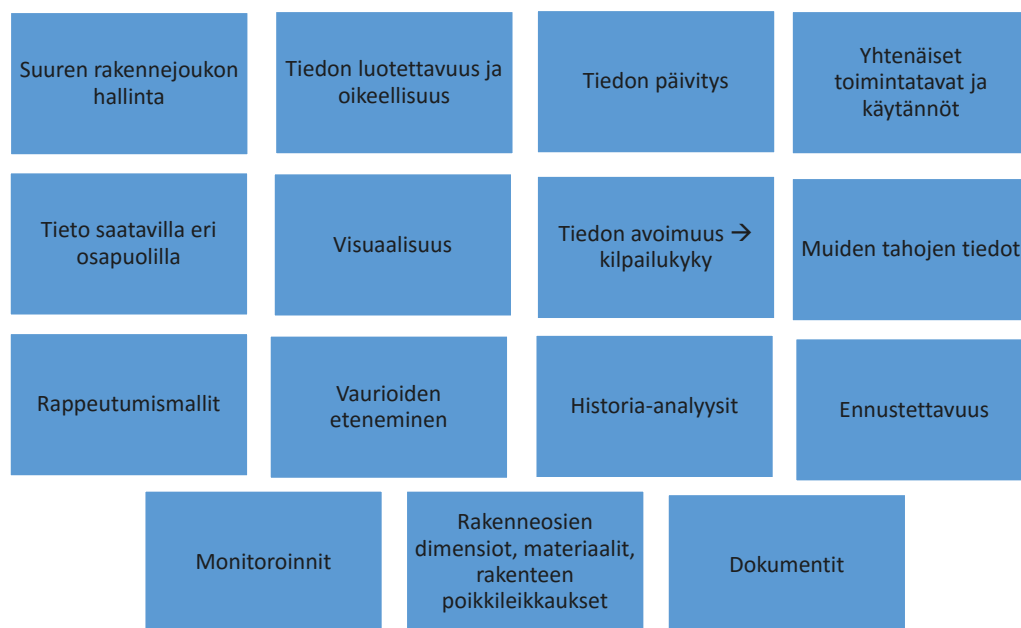 Suuren rakennejoukon
hallinta
Tiedon luotettavuus ja
oikeellisuus
Tiedon päivitys
Yhtenäiset
toimintatavat ja
käytännöt
Tieto saatavilla eri
osapuolilla
Visuaalisuus
Tiedon avoimuus →
kilpailukyky
Muiden tahojen tiedot
Rappeutumismallit
Vaurioiden
eteneminen
Historia-analyysit
Ennustettavuus
Monitoroinnit
Rakenneosien
dimensiot, materiaalit,
rakenteen
poikkileikkaukset
Dokumentit